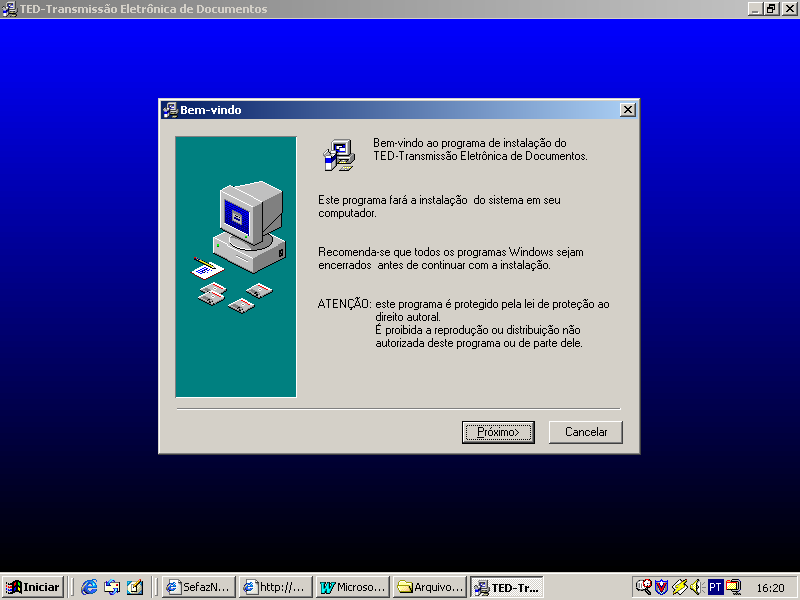 TED-Transmissão Eletrônica de Documentos
Bem-vindo
Bem-vindo ao programa de instalação do
TED-Transmissão Eletrônica de Documentos.
Este programa fará a instalação do sistema em seu
computador.
Recomenda-se que todos os programas Windows sejam
encerrados antes de continuar com a instalação.
ATENÇÃO: este programa é protegido pela lei de proteção ao
direito autoral.
É proibida a reprodução ou distribuição não
autorizada deste programa ou de parte dele.
Próximo>
Cancelar
Iniciar
SefazN...
http://...
Microso...
Arquivo...
TED-Tr...
PT
16:20